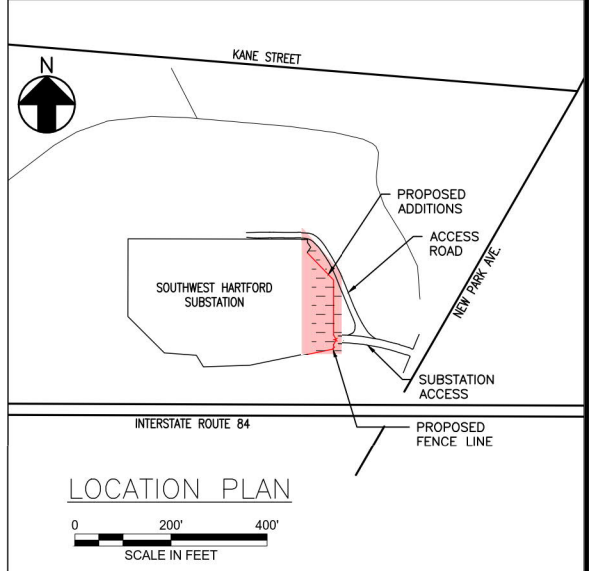 KANE STREET
N
PROPOSED
ADDITIONS
ACCESS
ROAD
NEW PARK AVE.
SOUTHWEST HARTFORD
SUBSTATION
SUBSTATION
ACCESS
INTERSTATE ROUTE 84
PROPOSED
FENCE LINE
LOCATION PLAN
0 200' 400'
SCALE IN FEET